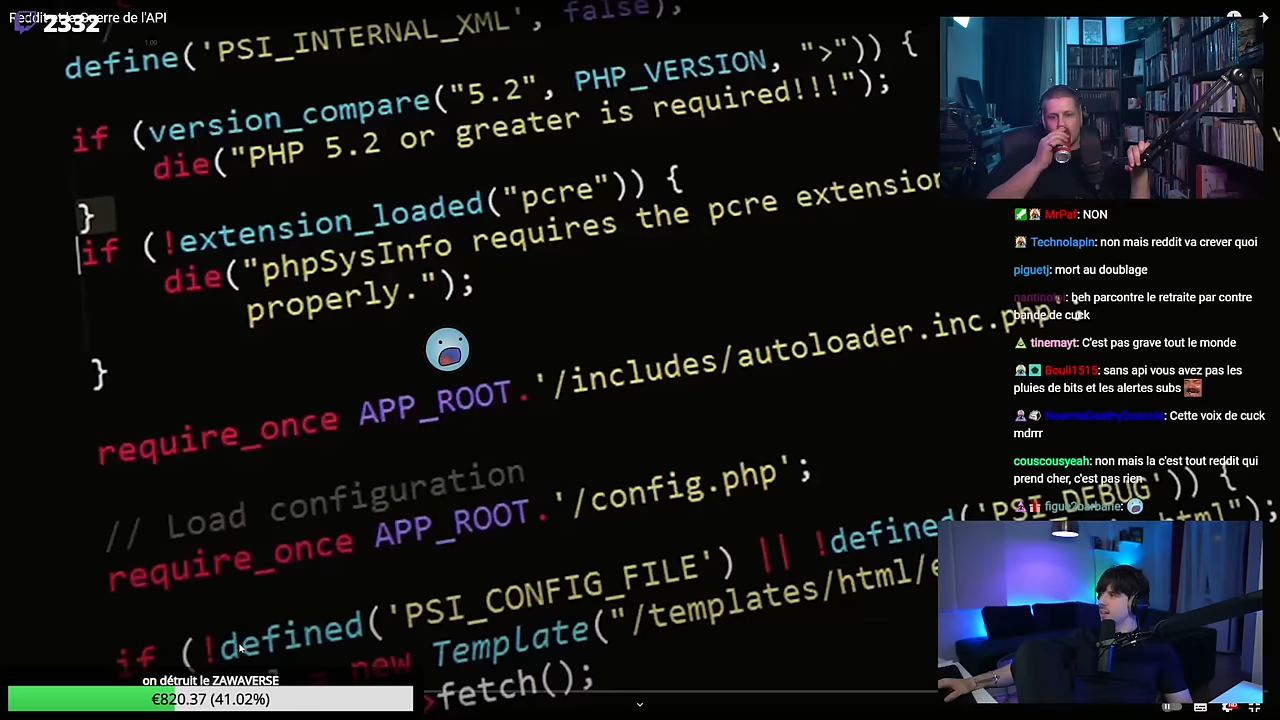 Reddit et la Guerre de l'API
2332
define('PSI_INTERNAL_XML', false);
if (version_compare("5.2", PHP_VERSION, ">")) {
die("PHP 5.2 or greater is required!!!");
}
if (!extension_loaded("pcre")) {
die("phpSysInfo requires the pcre extension
properly.");
}
require_once APP_ROOT.'/includes/autoloader.inc.php';
// Load configuration
require_once APP_ROOT.'/config.php';
if (!defined('PSI_CONFIG_FILE') || !defined('PSI_DEBUG')) {
= new Template("/templates/html/
html");
>fetch();
MrPaf: NON
Technolapin: non mais reddit va crever quoi
piguetj: mort au doublage
beh parcontre le retraite par contre
bande de cuck
tinemayt: C'est pas grave tout le monde
Bouli1515: sans api vous avez pas les
pluies de bits et les alertes subs
Cette voix de cuck
mdrrr
couscousyeah: non mais la c'est tout reddit qui
prend cher, c'est pas rien
on détruit le ZAWAVERSE
€820.37 (41.02%)